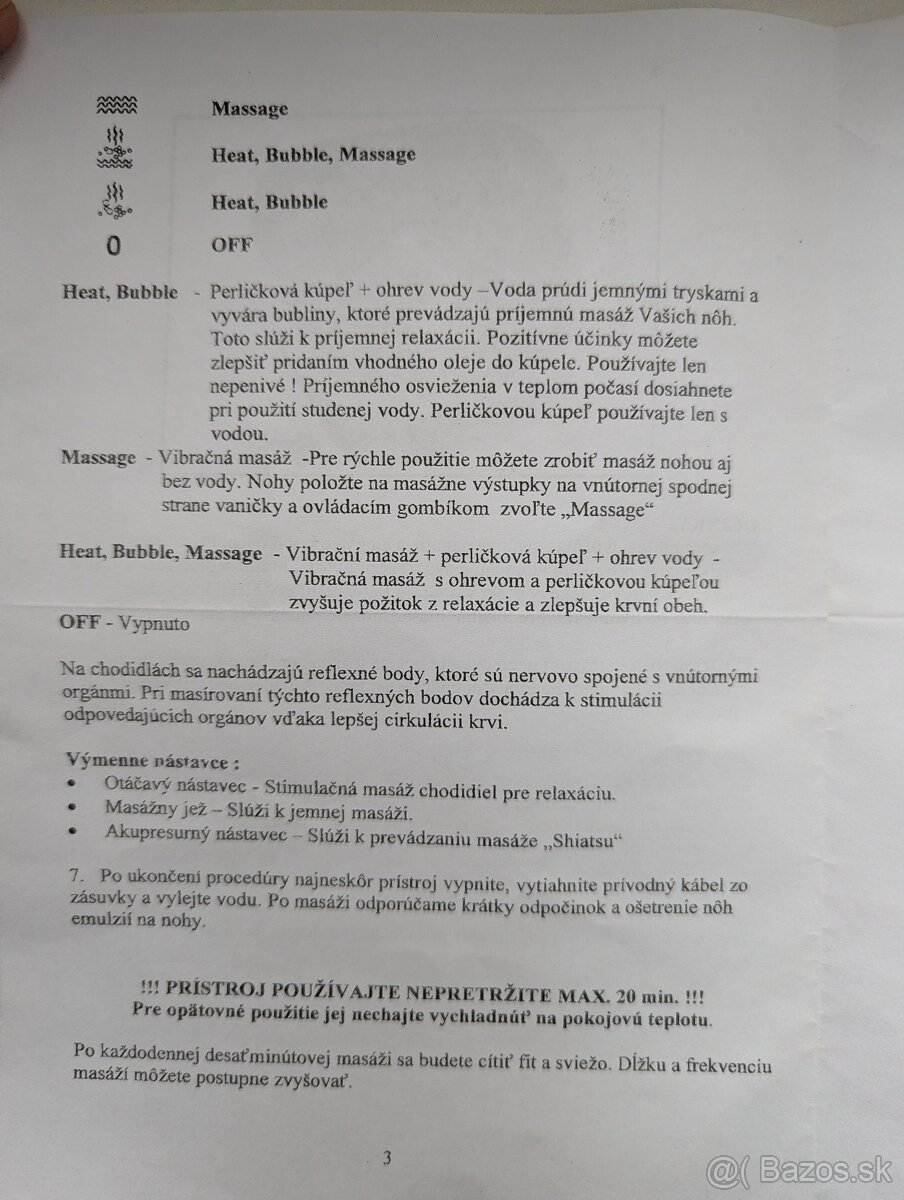 Massage
Heat, Bubble, Massage
Heat, Bubble
0 OFF
Heat, Bubble - Perličková kúpeľ + ohrev vody –Voda prúdi jemnými tryskami a
vyvára bubliny, ktoré prevádzajú príjemnú masáž Vašich nôh.
Toto slúži k príjemnej relaxácii. Pozitívne účinky môžete
zlepšiť pridaním vhodného oleje do kúpele. Používajte len
nepenivé ! Príjemného osvieženia v teplom počasí dosiahnete
pri použití studenej vody. Perličkovou kúpeľ používajte len s
vodou.
Massage - Vibračná masáž -Pre rýchle použitie môžete zrobiť masáž nohou aj
bez vody. Nohy položte na masážne výstupky na vnútornej spodnej
strane vaničky a ovládacím gombíkom zvoľte „Massage“
Heat, Bubble, Massage - Vibrační masáž + perličková kúpeľ + ohrev vody -
Vibračná masáž s ohrevom a perličkovou kúpeľou
zvyšuje požitok z relaxácie a zlepšuje krvní obeh.
OFF - Vypnuto
Na chodidlách sa nachádzajú reflexné body, ktoré sú nervovo spojené s vnútornými
orgánmi. Pri masírovaní týchto reflexných bodov dochádza k stimulácii
odpovedajúcich orgánov vďaka lepšej cirkulácii krvi.
Výmenne nástavce :
• Otáčavý nástavec - Stimulačná masáž chodidiel pre relaxáciu.
• Masážny jež – Slúži k jemnej masáži.
• Akupresurný nástavec – Slúži k prevádzaniu masáže „Shiatsu“
7. Po ukončení procedúry najneskôr prístroj vypnite, vytiahnite prívodný kábel zo
zásuvky a vylejte vodu. Po masáži odporúčame krátky odpočinok a ošetrenie nôh
emulzií na nohy.
!!! PRÍSTROJ POUŽÍVAJTE NEPRETRŽITE MAX. 20 min. !!!
Pre opätovné použitie jej nechajte vychladnúť na pokojovú teplotu.
Po každodennej desaťminútovej masáži sa budete cítiť fit a sviežo. Dĺžku a frekvenciu
masáží môžete postupne zvyšovať.
3
@( Bazos.sk